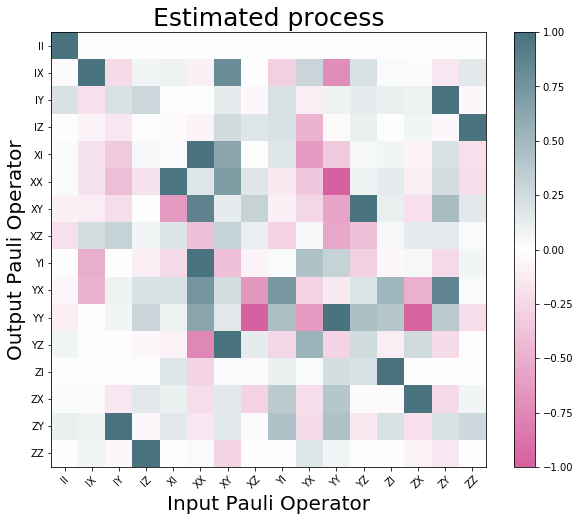 Estimated process
Output Pauli Operator
II
IX
IY
IZ
XI
XX
XY
XZ
YI
YX
YY
YZ
ZI
ZX
ZY
ZZ
II IX IY IZ XI XX XY XZ YI YX YY YZ ZI ZX ZY ZZ
Input Pauli Operator
1.00
0.75
0.50
0.25
0.00
−0.25
−0.50
−0.75
−1.00